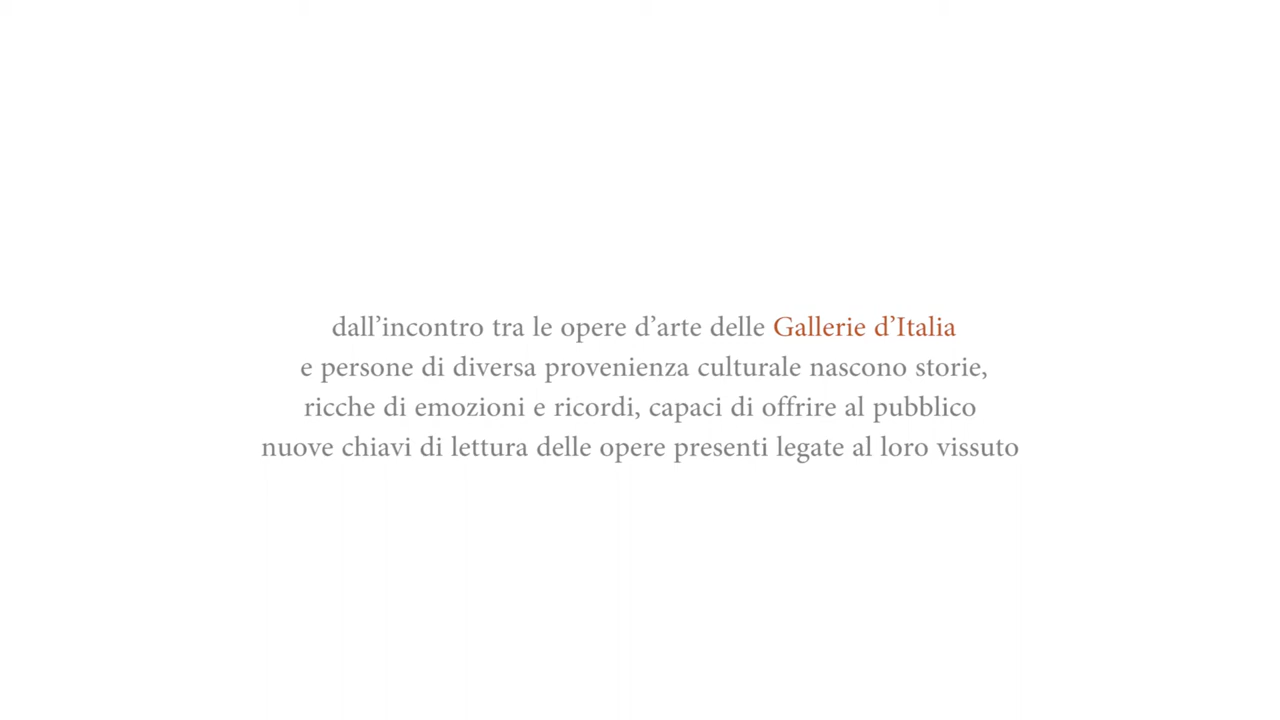 dall’incontro tra le opere d’arte delle Gallerie d’Italia
e persone di diversa provenienza culturale nascono storie,
ricche di emozioni e ricordi, capaci di offrire al pubblico
nuove chiavi di lettura delle opere presenti legate al loro vissuto